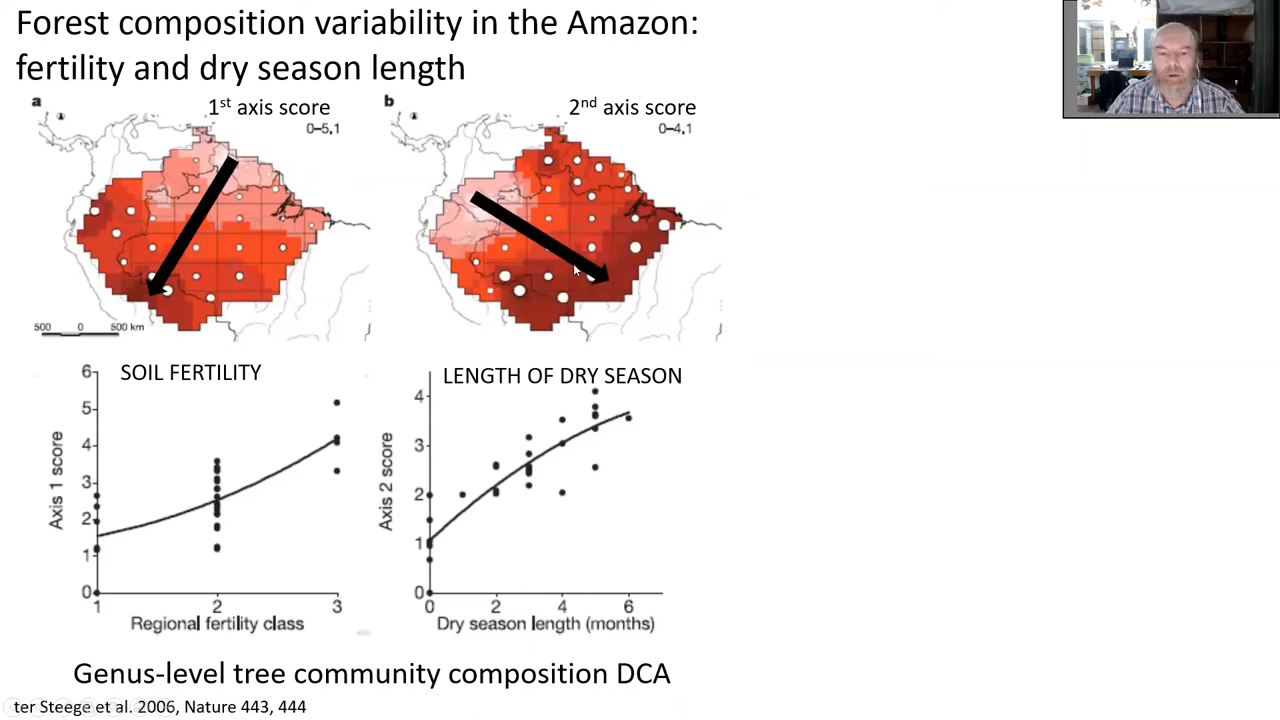 Forest composition variability in the Amazon:
fertility and dry season length
a
1st axis score
0–5.1
b
2nd axis score
0–4.1
500 0 500 km
SOIL FERTILITY
6
5
4
3
2
1
0
Axis 1 score
1 2 3
Regional fertility class
LENGTH OF DRY SEASON
4
3
2
1
0
Axis 2 score
0 2 4 6
Dry season length (months)
Genus-level tree community composition DCA
ter Steege et al. 2006, Nature 443, 444